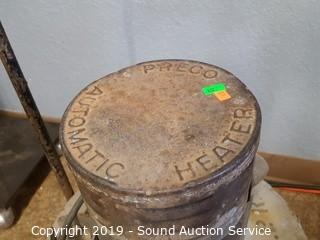 PRECO
AUTOMATIC
HEATER
Copyright 2019 - Sound Auction Service